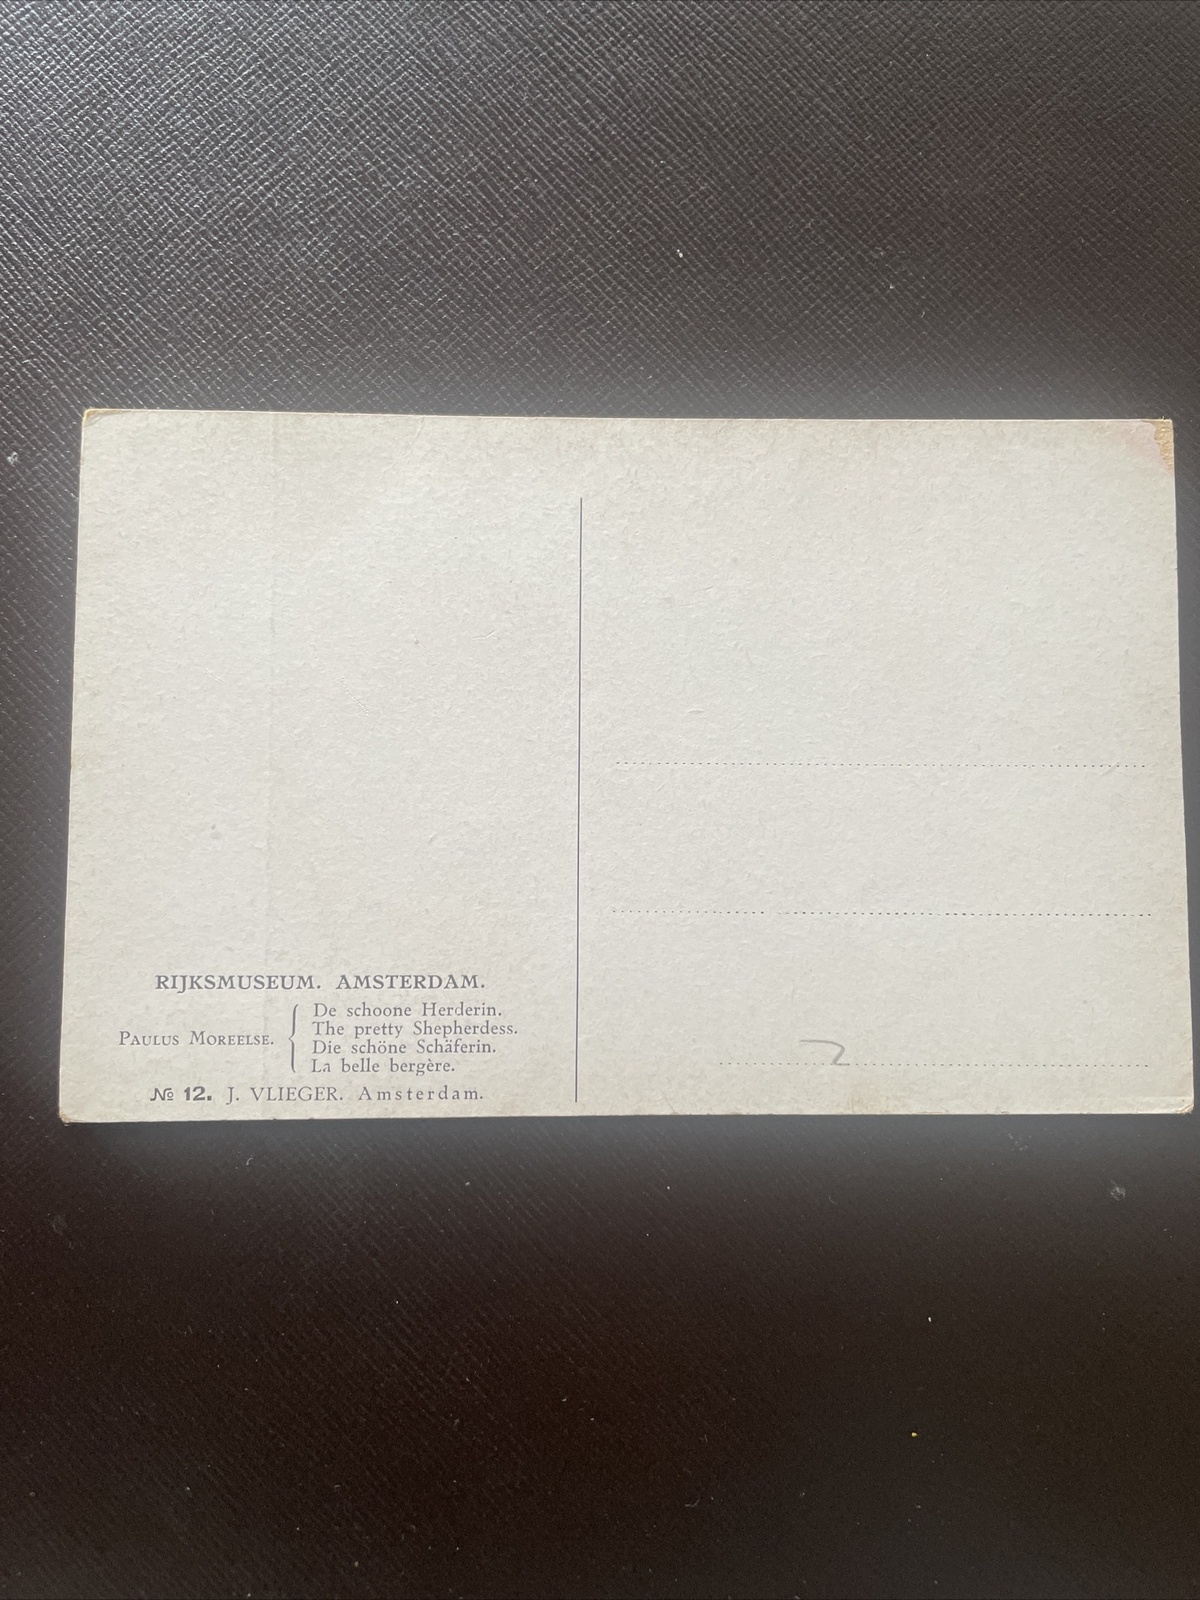 RIJKSMUSEUM. AMSTERDAM.
PAULUS MOREELSE.
De schoone Herderin.
The pretty Shepherdess.
Die schöne Schäferin.
La belle bergère.
№ 12. J. VLIEGER. Amsterdam.
2